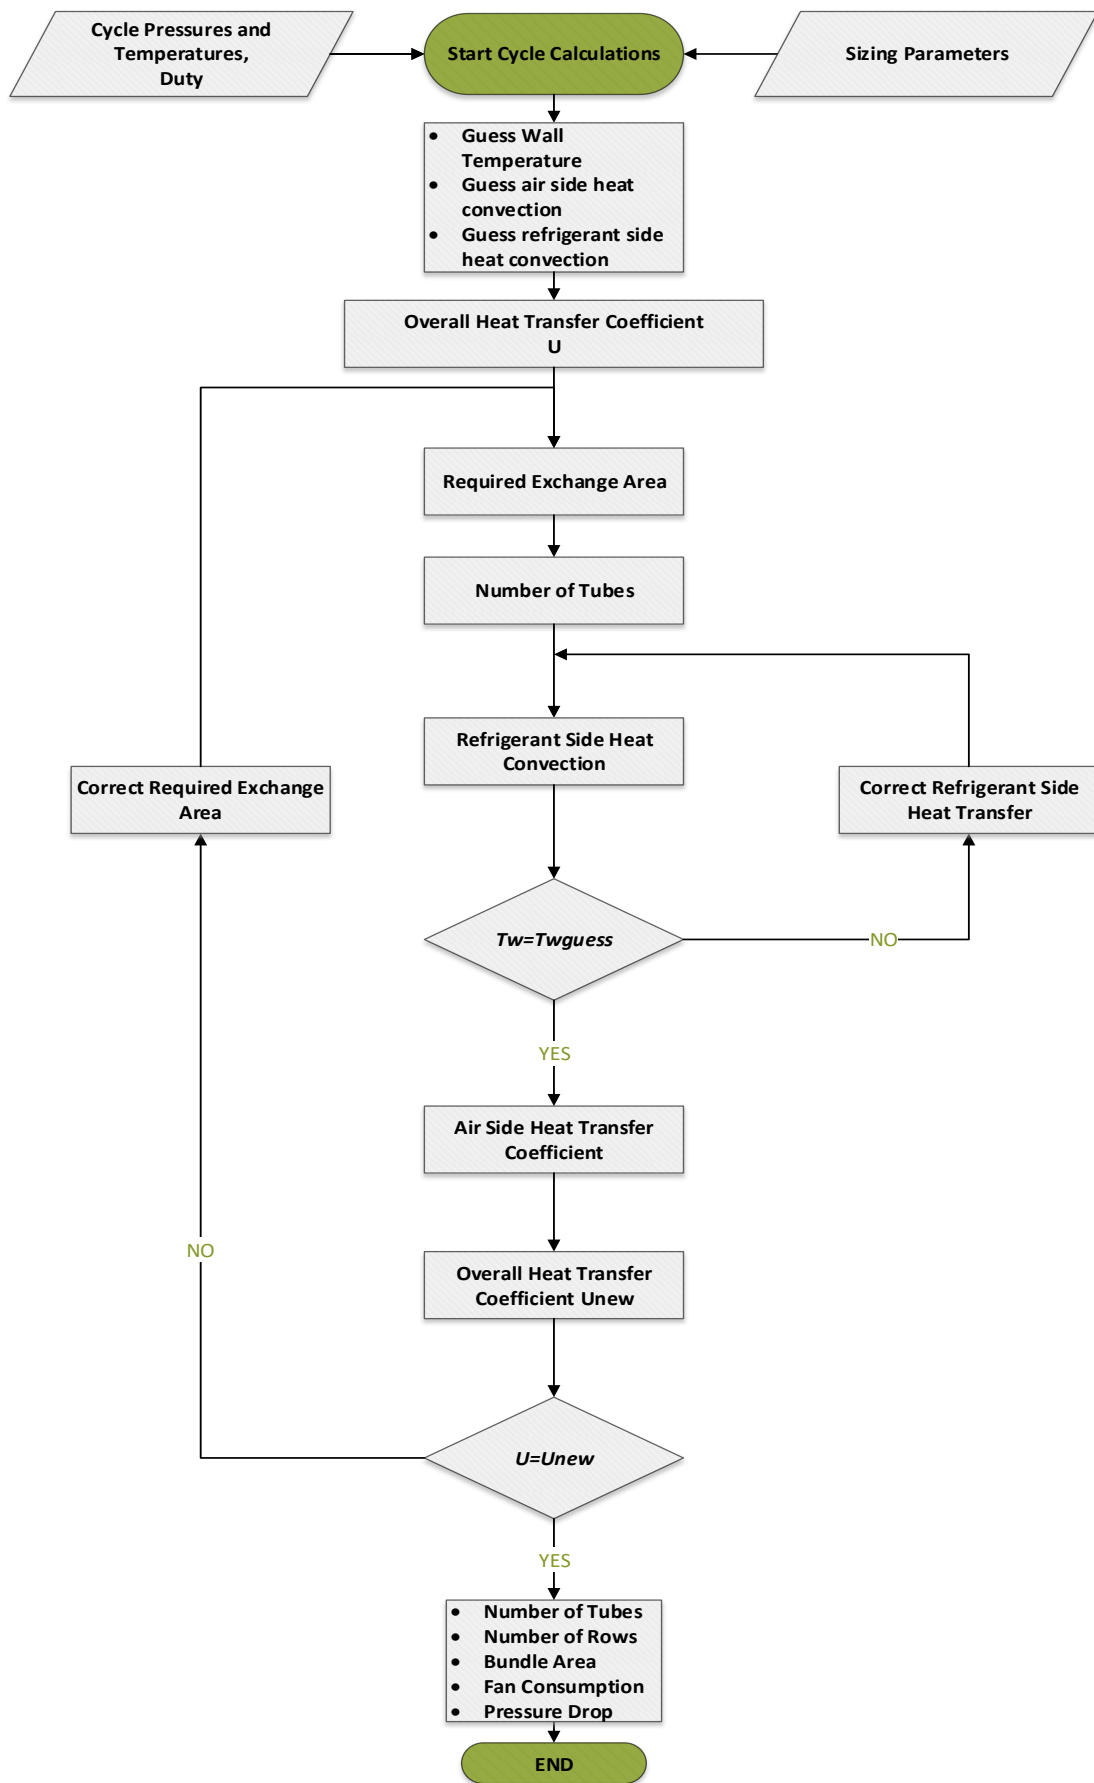 Cycle Pressures and
Temperatures,
Duty
Start Cycle Calculations
Sizing Parameters
• Guess Wall
Temperature
• Guess air side heat
convection
• Guess refrigerant side
heat convection
Overall Heat Transfer Coefficient
U
Required Exchange Area
Number of Tubes
Refrigerant Side Heat
Convection
Correct Required Exchange
Area
Correct Refrigerant Side
Heat Transfer
Tw=Twguess
NO
YES
Air Side Heat Transfer
Coefficient
NO
Overall Heat Transfer
Coefficient Unew
U=Unew
YES
• Number of Tubes
• Number of Rows
• Bundle Area
• Fan Consumption
• Pressure Drop
END